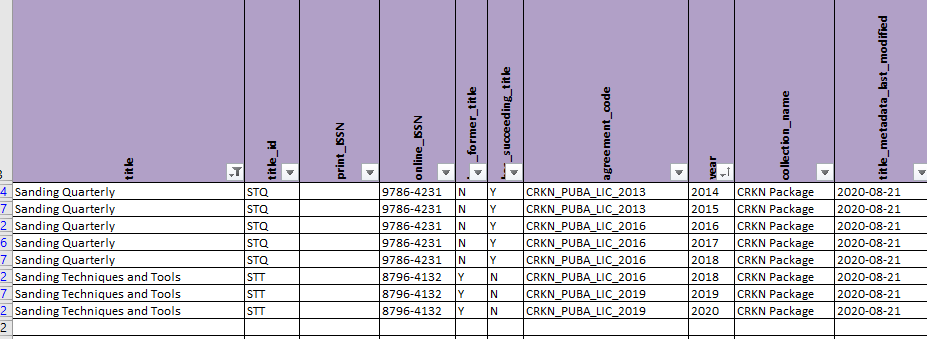 title title_id print_ISSN online_ISSN _former_title _succeeding_title agreement_code year collection_name title_metadata_last_modified
4 Sanding Quarterly STQ 9786-4231 N Y CRKN_PUBA_LIC_2013 2014 CRKN Package 2020-08-21
7 Sanding Quarterly STQ 9786-4231 N Y CRKN_PUBA_LIC_2013 2015 CRKN Package 2020-08-21
2 Sanding Quarterly STQ 9786-4231 N Y CRKN_PUBA_LIC_2016 2016 CRKN Package 2020-08-21
6 Sanding Quarterly STQ 9786-4231 N Y CRKN_PUBA_LIC_2016 2017 CRKN Package 2020-08-21
7 Sanding Quarterly STQ 9786-4231 N Y CRKN_PUBA_LIC_2016 2018 CRKN Package 2020-08-21
2 Sanding Techniques and Tools STT 8796-4132 Y N CRKN_PUBA_LIC_2016 2018 CRKN Package 2020-08-21
7 Sanding Techniques and Tools STT 8796-4132 Y N CRKN_PUBA_LIC_2019 2019 CRKN Package 2020-08-21
2 Sanding Techniques and Tools STT 8796-4132 Y N CRKN_PUBA_LIC_2019 2020 CRKN Package 2020-08-21
2